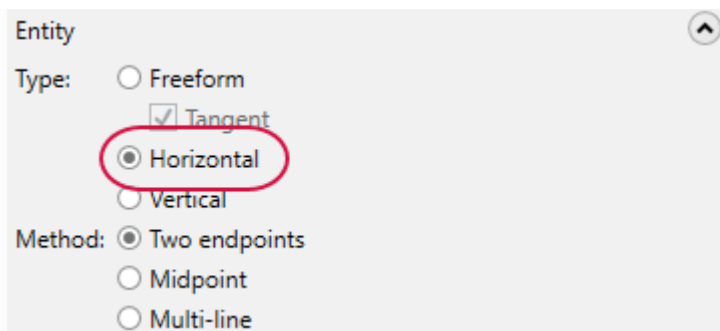 Entity
Type: Freeform
Tangent
Horizontal
Vertical
Method: Two endpoints
Midpoint
Multi-line